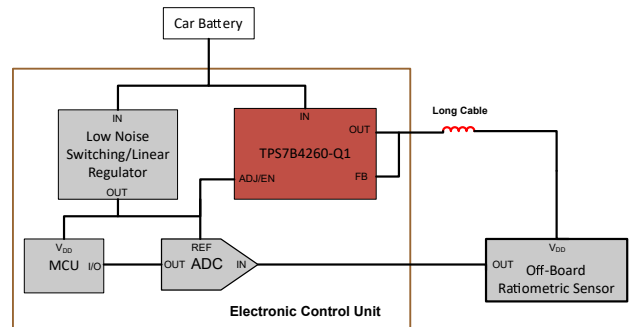 Car Battery
IN
Low Noise
Switching/Linear
Regulator
OUT
IN
OUT
TPS7B4260-Q1
ADJ/EN
FB
Long Cable
VDD
MCU
I/O
REF
OUT
ADC
IN
VDD
OUT
Off-Board
Ratiometric Sensor
Electronic Control Unit